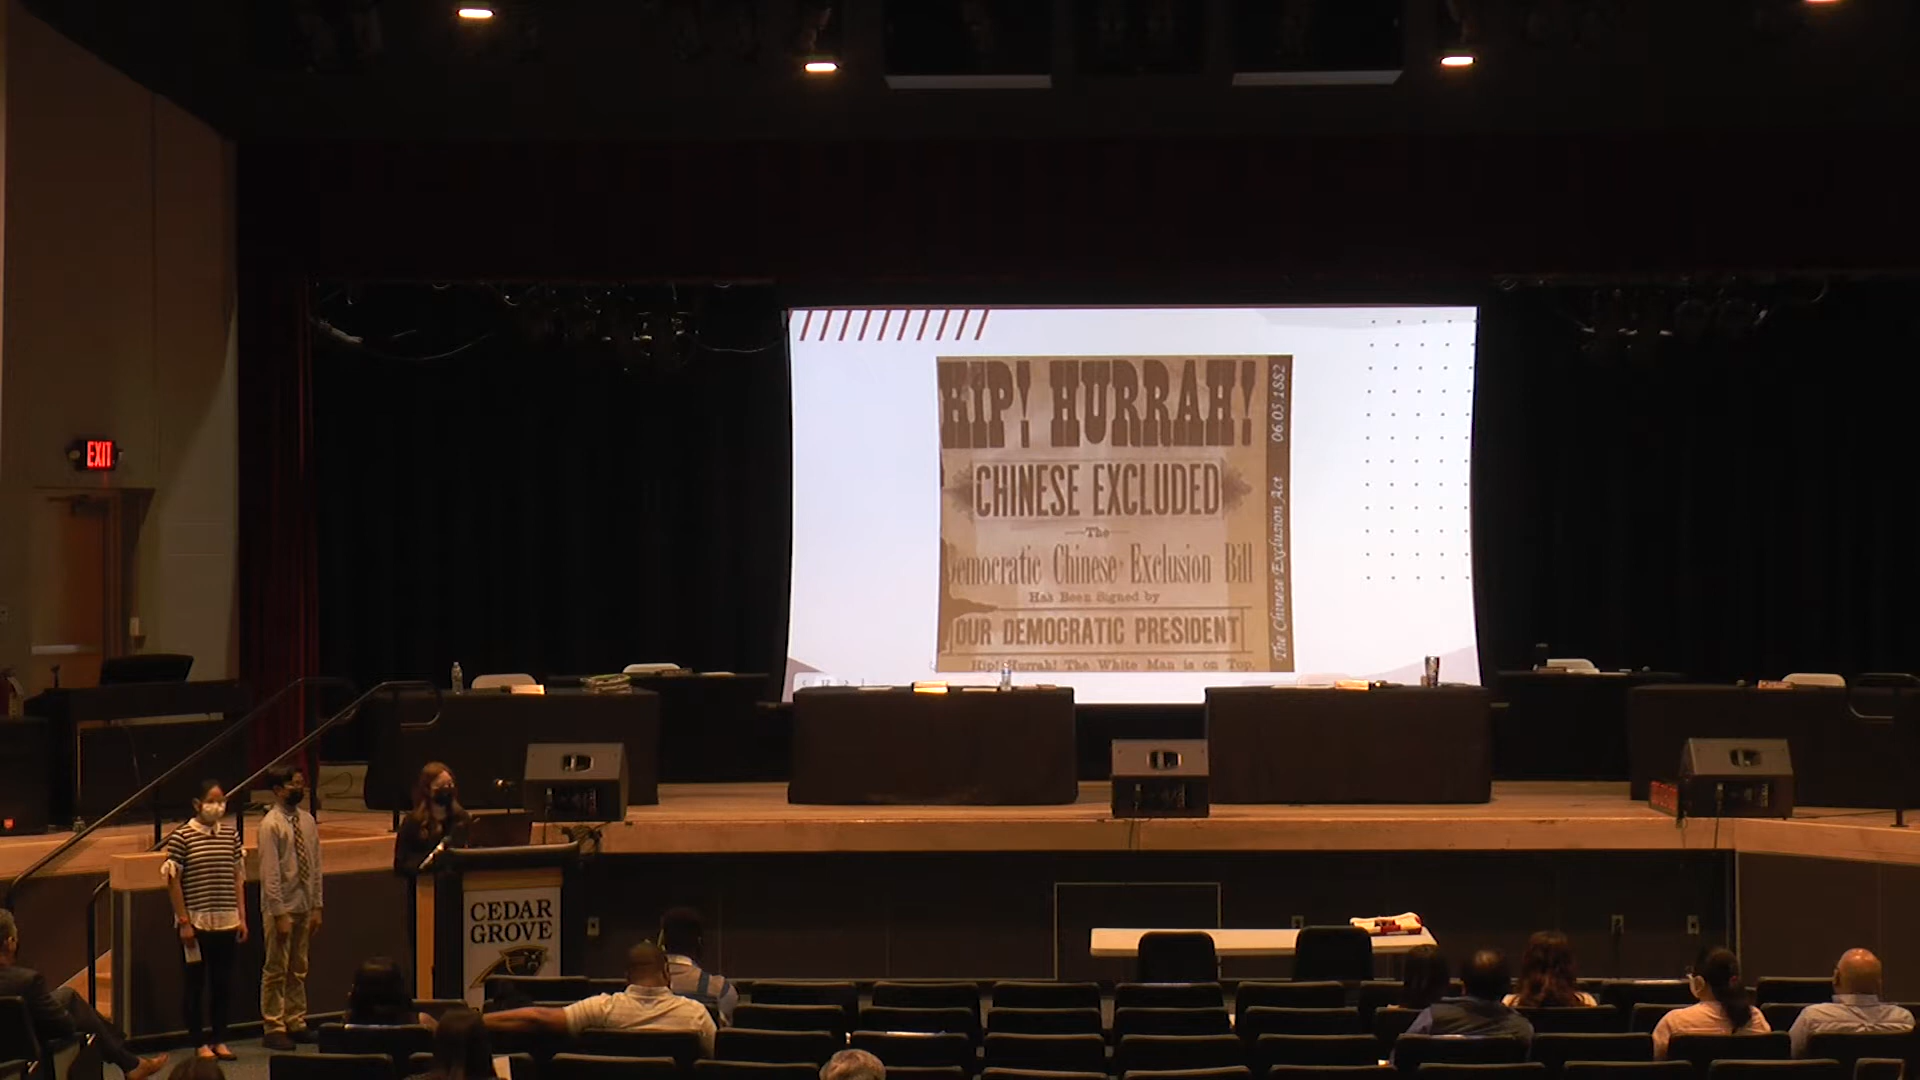 EXIT
HIP! HURRAH!
CHINESE EXCLUDED
The
Democratic Chinese Exclusion Bill
Has Been Signed by
OUR DEMOCRATIC PRESIDENT
Hip! Hurrah! The White Man is on Top.
The Chinese Exclusion Act 06.05.1882
CEDAR
GROVE